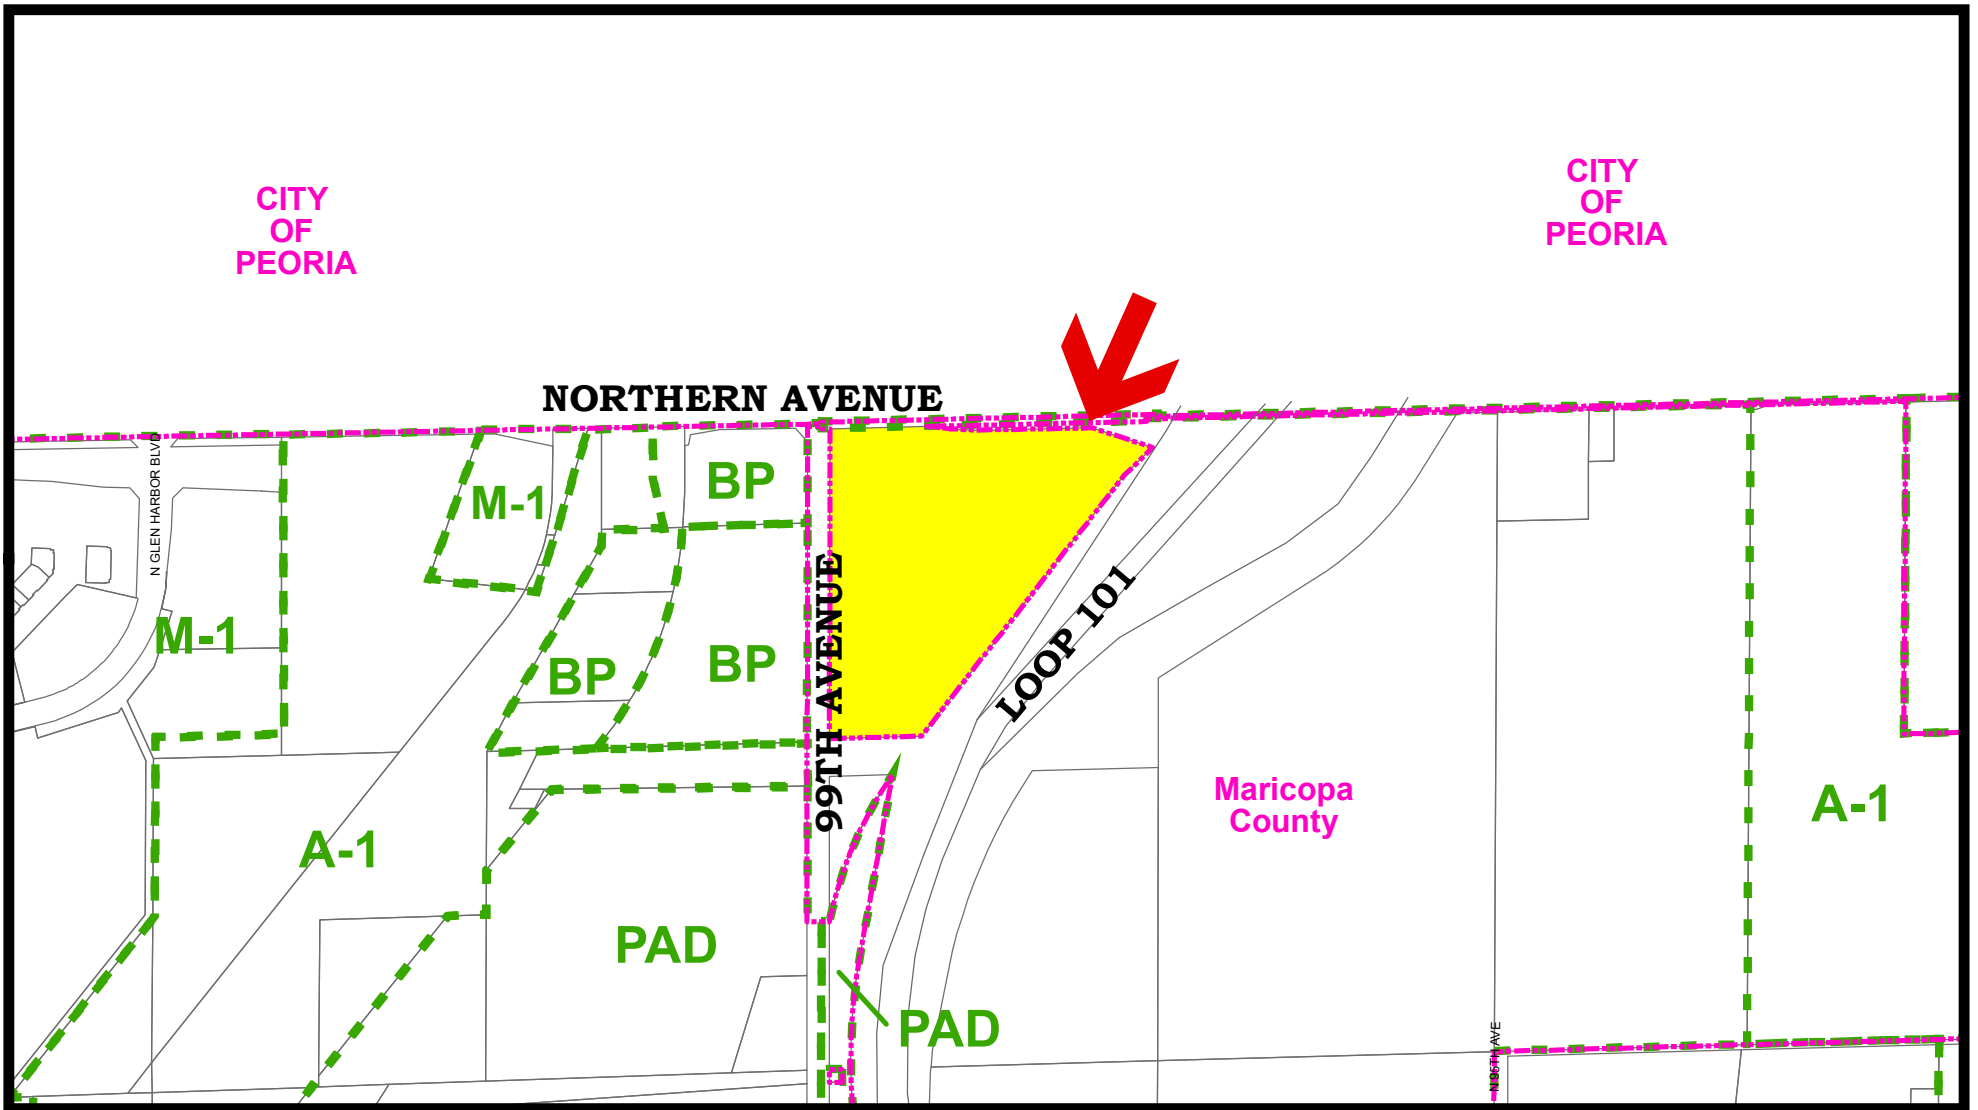 CITY
OF
PEORIA
CITY
OF
PEORIA
NORTHERN AVENUE
N GLEN HARBOR BLVD
M-1
BP
M-1
BP
BP
99TH AVENUE
LOOP 101
Maricopa
County
A-1
A-1
PAD
PAD
N 95TH AVE